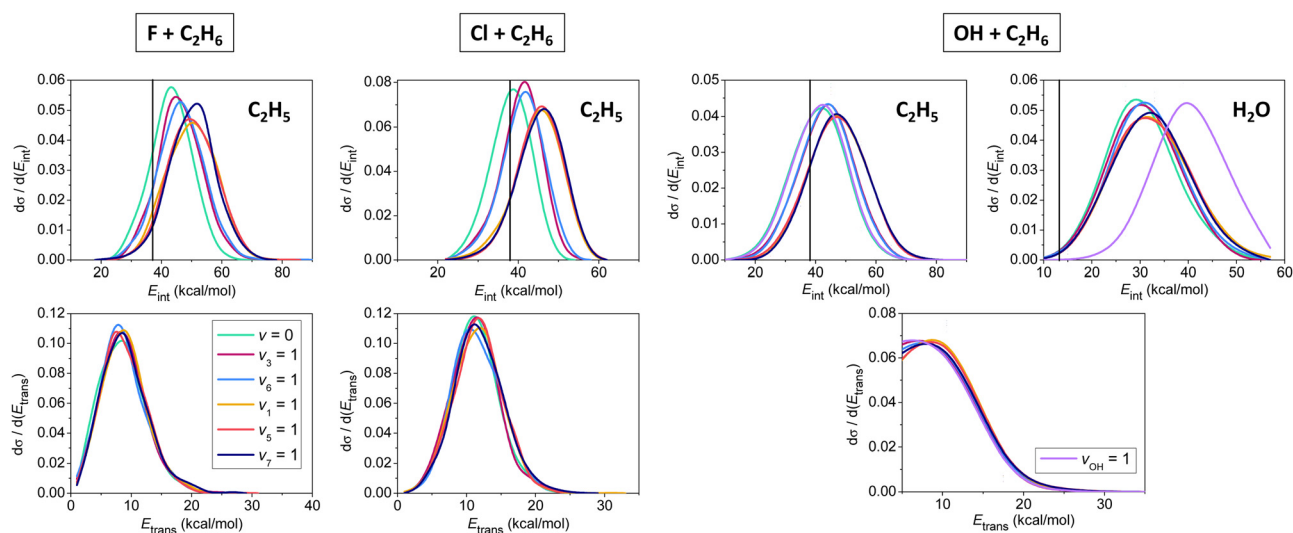 F + C2H6
Cl + C2H6
OH + C2H6
0.06
0.05
0.04
0.03
0.02
0.01
0.00
20 40 60 80
dσ / d(Eint)
Eint (kcal/mol)
C2H5
0.08
0.06
0.04
0.02
0.00
20 40 60 80
dσ / d(Eint)
Eint (kcal/mol)
C2H5
0.05
0.04
0.03
0.02
0.01
0.00
20 40 60 80
dσ / d(Eint)
Eint (kcal/mol)
C2H5
0.06
0.05
0.04
0.03
0.02
0.01
0.00
10 20 30 40 50 60
dσ / d(Eint)
Eint (kcal/mol)
H2O
0.12
0.10
0.08
0.06
0.04
0.02
0.00
0 10 20 30 40
dσ / d(Etrans)
Etrans (kcal/mol)
v = 0
v3 = 1
v6 = 1
v1 = 1
v5 = 1
v7 = 1
0.12
0.10
0.08
0.06
0.04
0.02
0.00
0 10 20 30
dσ / d(Etrans)
Etrans (kcal/mol)
0.08
0.06
0.04
0.02
0.00
10 20 30
dσ / d(Etrans)
Etrans (kcal/mol)
vOH = 1